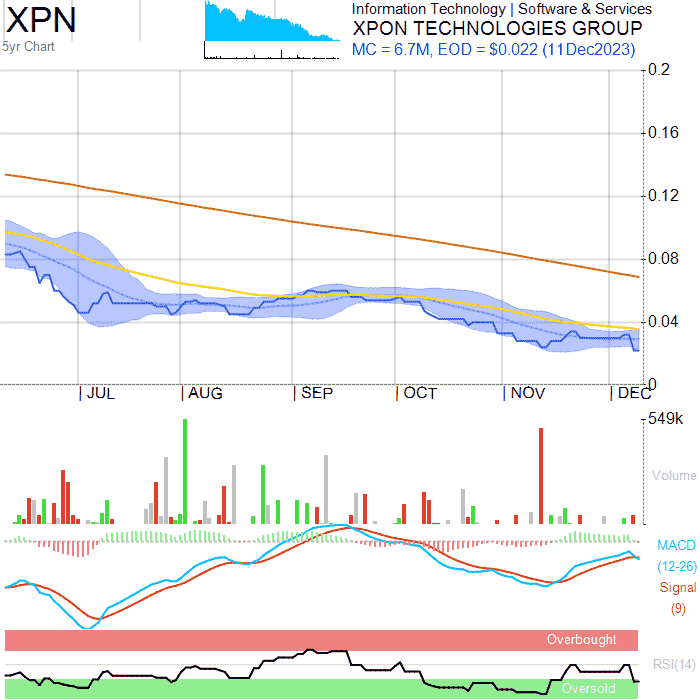 XPN
5yr Chart
Information Technology | Software & Services
XPON TECHNOLOGIES GROUP
MC = 6.7M, EOD = $0.022 (11Dec2023)
0.2
0.16
0.12
0.08
0.04
0
JUL AUG SEP OCT NOV DEC
549k
Volume
MACD
(12-26)
Signal
(9)
Overbought
RSI(14)
Oversold